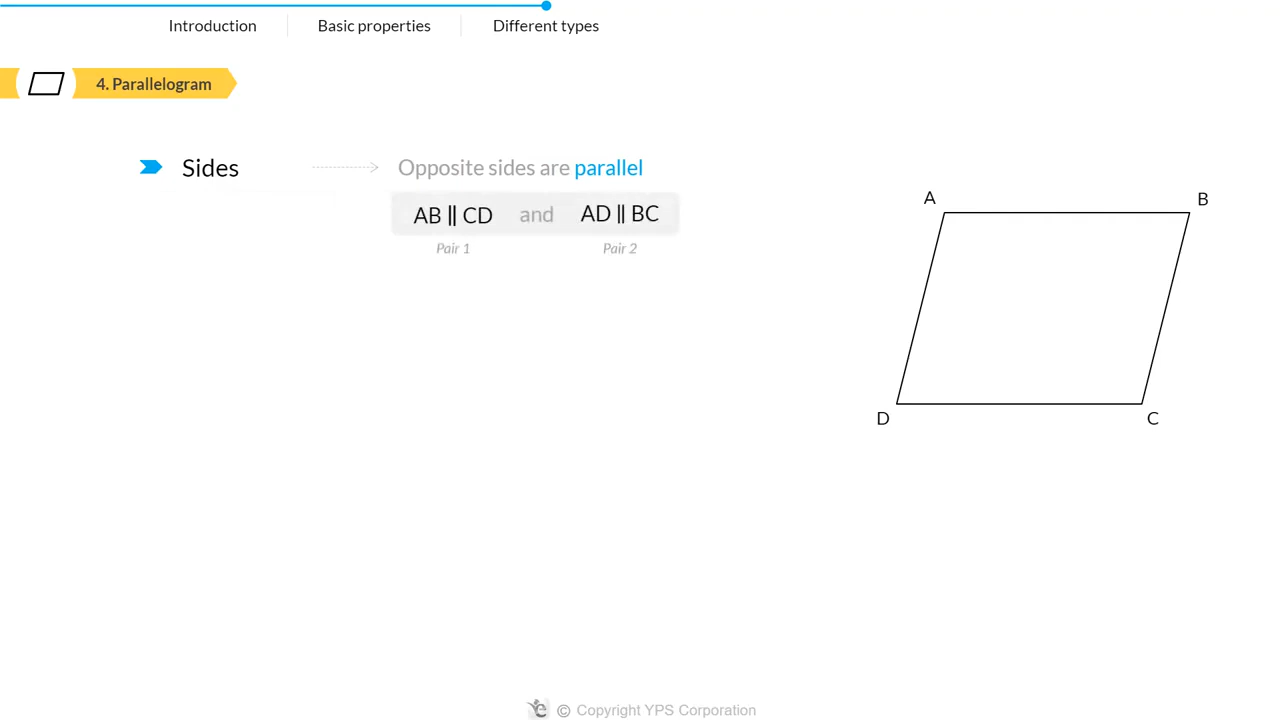 Introduction Basic properties Different types
4. Parallelogram
Sides Opposite sides are parallel
AB || CD and AD || BC
Pair 1 Pair 2
A B
D C
e © Copyright YPS Corporation